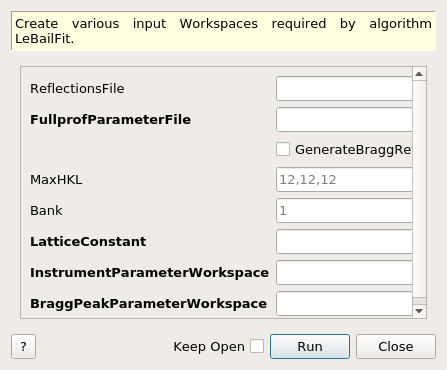 Create various input Workspaces required by algorithm
LeBailFit.
ReflectionsFile
FullprofParameterFile
GenerateBraggRe
MaxHKL 12,12,12
Bank 1
LatticeConstant
InstrumentParameterWorkspace
BraggPeakParameterWorkspace
? Keep Open Run Close